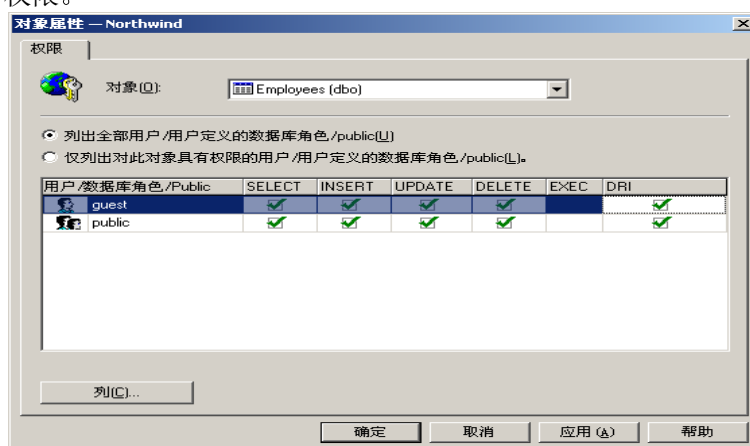 权限。
对象属性 — Northwind
权限
对象(O):
Employees (dbo)
列出全部用户/用户定义的数据库角色/public(U)
仅列出对此对象具有权限的用户/用户定义的数据库角色/public(L)。
用户/数据库角色/Public SELECT INSERT UPDATE DELETE EXEC DRI
guest
public
列(C)...
确定 取消 应用(A) 帮助